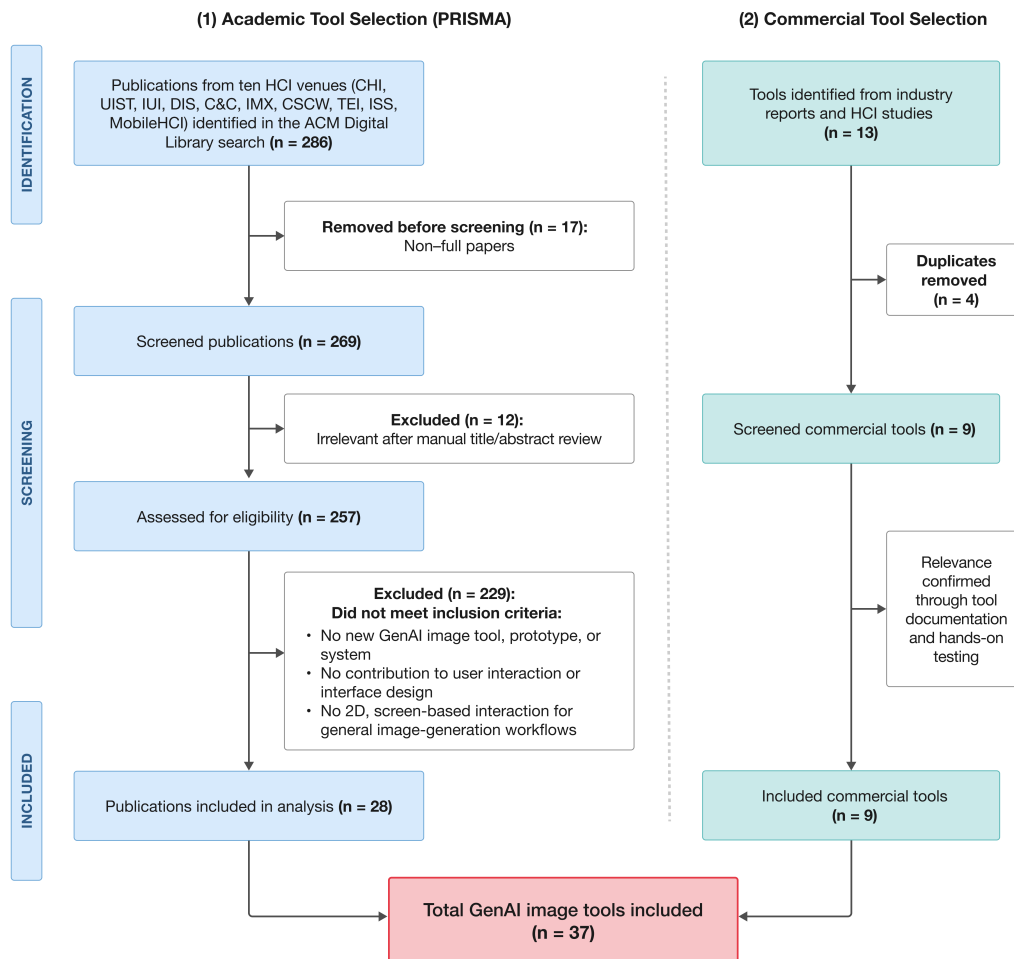 (1) Academic Tool Selection (PRISMA)
IDENTIFICATION
Publications from ten HCI venues (CHI,
UIST, IUI, DIS, C&C, IMX, CSCW, TEI, ISS,
MobileHCI) identified in the ACM Digital
Library search (n = 286)
Removed before screening (n = 17):
Non–full papers
SCREENING
Screened publications (n = 269)
Excluded (n = 12):
Irrelevant after manual title/abstract review
Assessed for eligibility (n = 257)
Excluded (n = 229):
Did not meet inclusion criteria:
• No new GenAI image tool, prototype, or
system
• No contribution to user interaction or
interface design
• No 2D, screen-based interaction for
general image-generation workflows
INCLUDED
Publications included in analysis (n = 28)
(2) Commercial Tool Selection
Tools identified from industry
reports and HCI studies
(n = 13)
Duplicates
removed
(n = 4)
Screened commercial tools (n = 9)
Relevance
confirmed
through tool
documentation
and hands-on
testing
Included commercial tools
(n = 9)
Total GenAI image tools included
(n = 37)